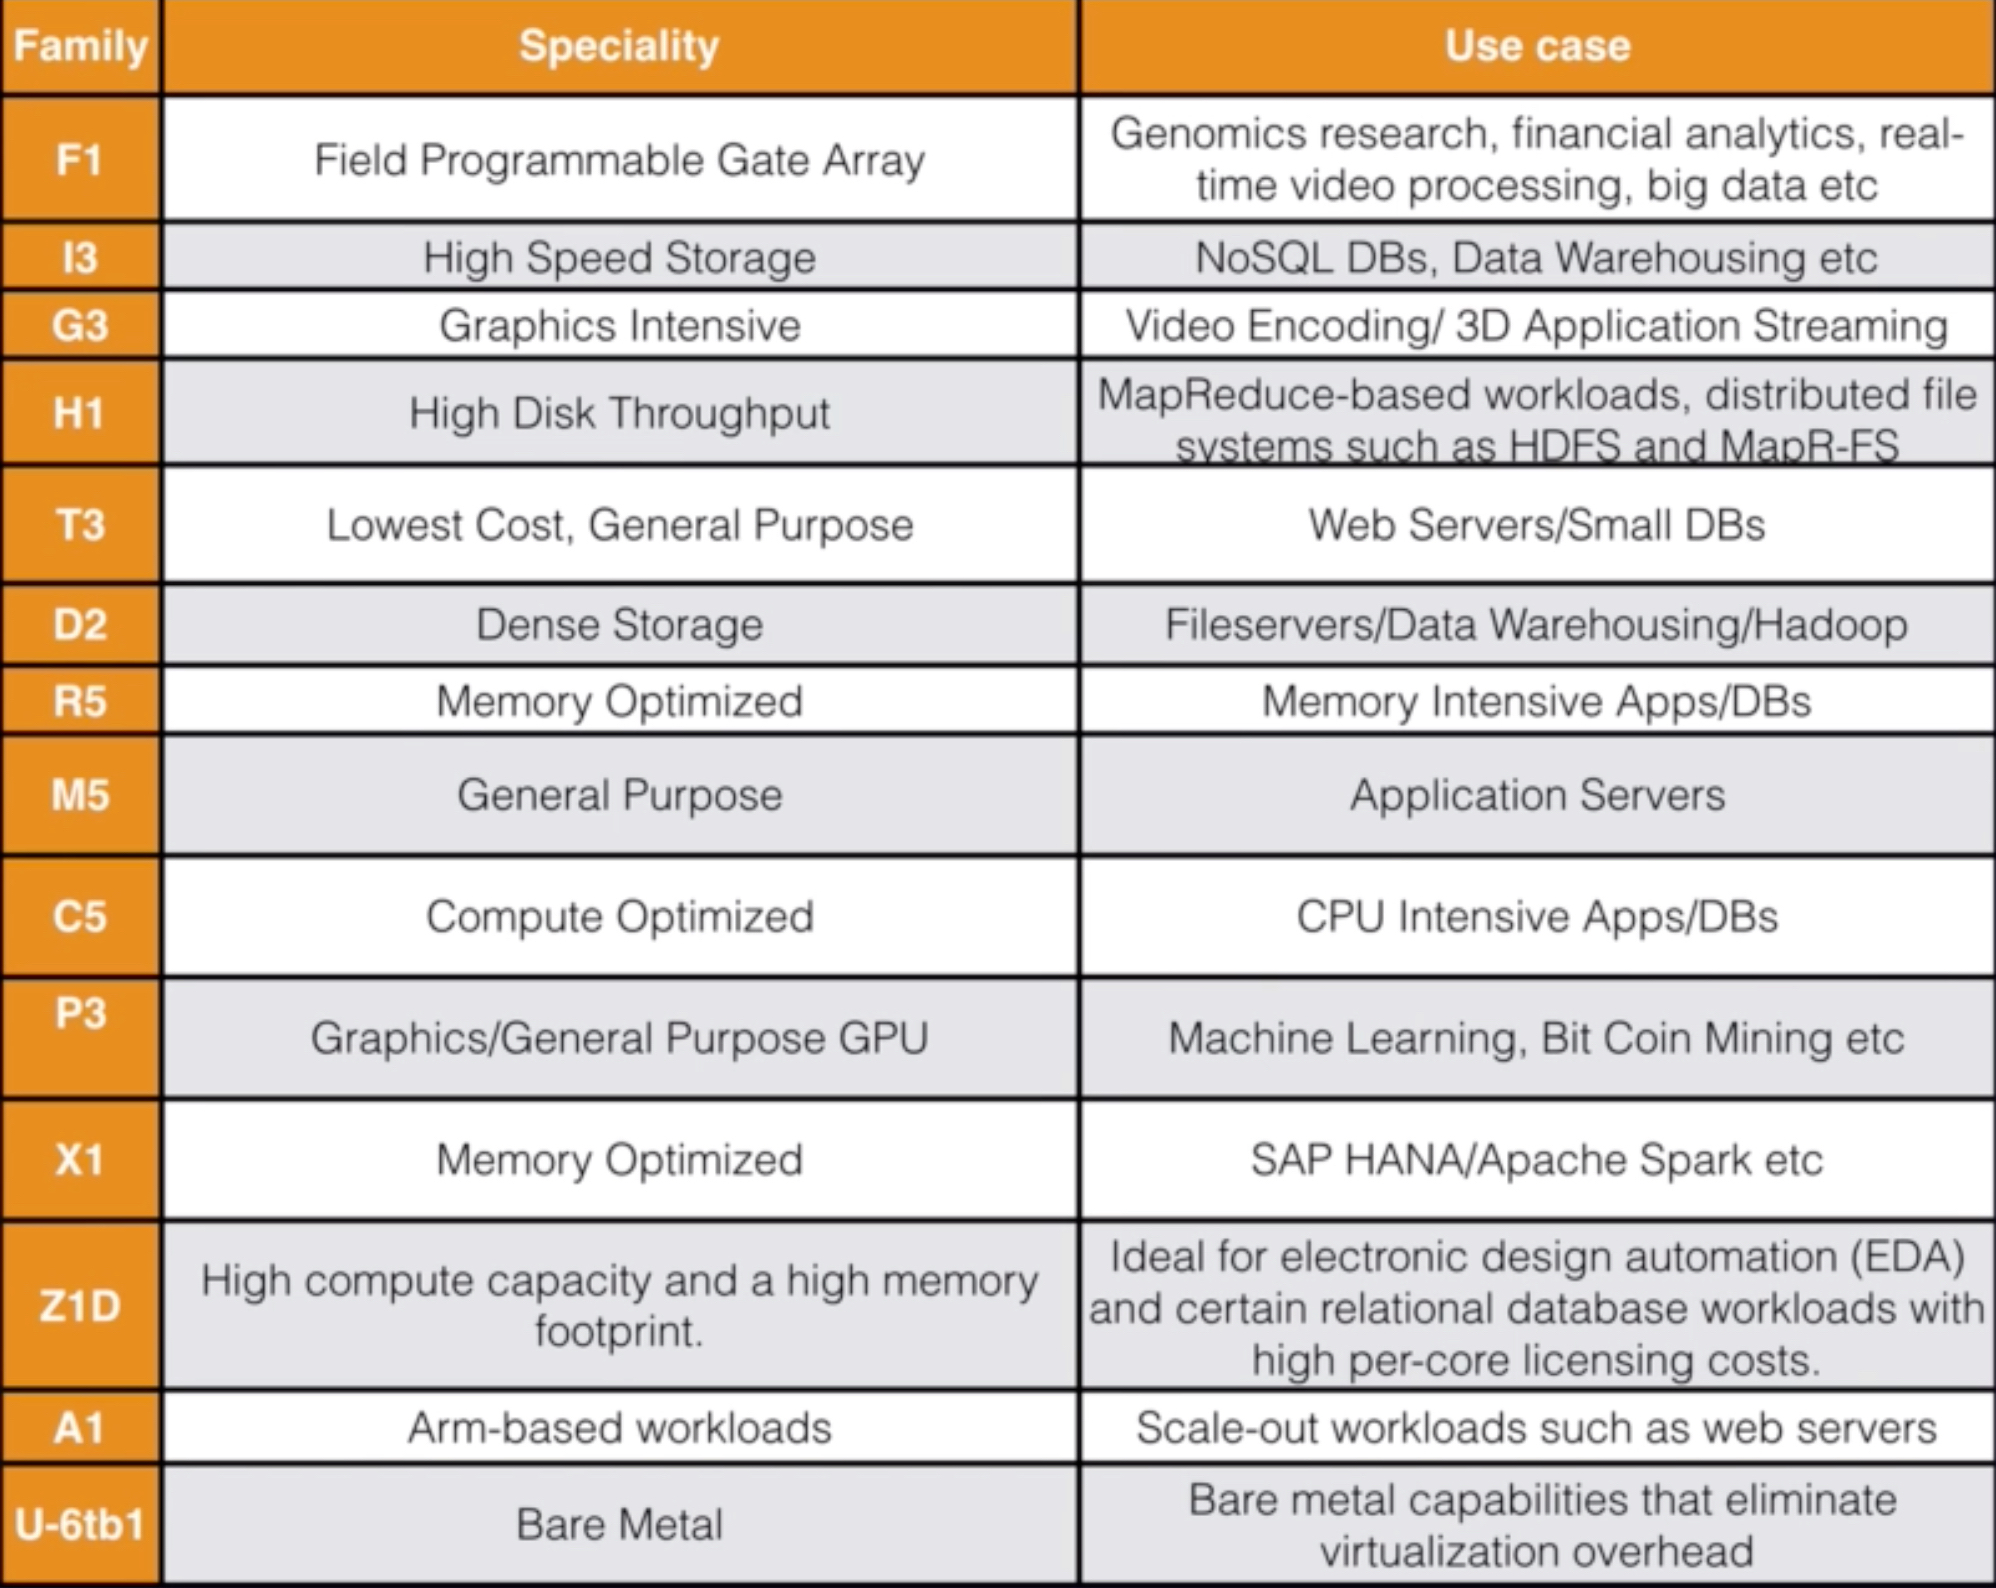 Family Speciality Use case
F1 Field Programmable Gate Array Genomics research, financial analytics, real-
time video processing, big data etc
I3 High Speed Storage NoSQL DBs, Data Warehousing etc
G3 Graphics Intensive Video Encoding/ 3D Application Streaming
H1 High Disk Throughput MapReduce-based workloads, distributed file
systems such as HDFS and MapR-FS
T3 Lowest Cost, General Purpose Web Servers/Small DBs
D2 Dense Storage Fileservers/Data Warehousing/Hadoop
R5 Memory Optimized Memory Intensive Apps/DBs
M5 General Purpose Application Servers
C5 Compute Optimized CPU Intensive Apps/DBs
P3 Graphics/General Purpose GPU Machine Learning, Bit Coin Mining etc
X1 Memory Optimized SAP HANA/Apache Spark etc
Z1D High compute capacity and a high memory
footprint. Ideal for electronic design automation (EDA)
and certain relational database workloads with
high per-core licensing costs.
A1 Arm-based workloads Scale-out workloads such as web servers
U-6tb1 Bare Metal Bare metal capabilities that eliminate
virtualization overhead